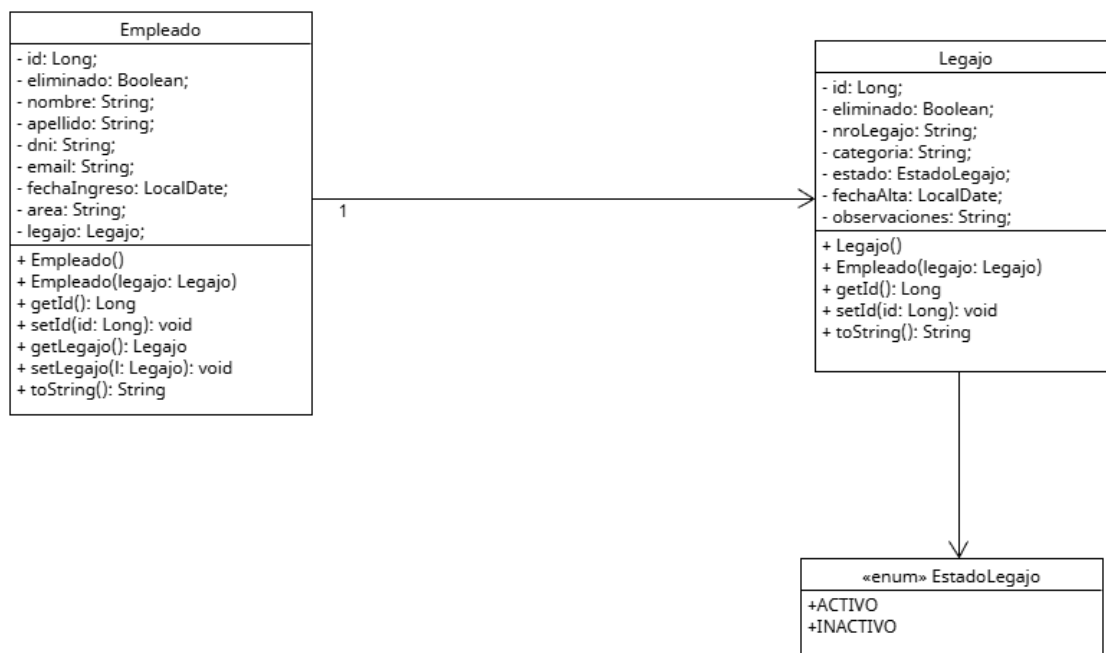 Empleado
- id: Long;
- eliminado: Boolean;
- nombre: String;
- apellido: String;
- dni: String;
- email: String;
- fechaIngreso: LocalDate;
- area: String;
- legajo: Legajo;
+ Empleado()
+ Empleado(legajo: Legajo)
+ getId(): Long
+ setId(id: Long): void
+ getLegajo(): Legajo
+ setLegajo(l: Legajo): void
+ toString(): String
1
Legajo
- id: Long;
- eliminado: Boolean;
- nroLegajo: String;
- categoria: String;
- estado: EstadoLegajo;
- fechaAlta: LocalDate;
- observaciones: String;
+ Legajo()
+ Empleado(legajo: Legajo)
+ getId(): Long
+ setId(id: Long): void
+ toString(): String
«enum» EstadoLegajo
+ACTIVO
+INACTIVO